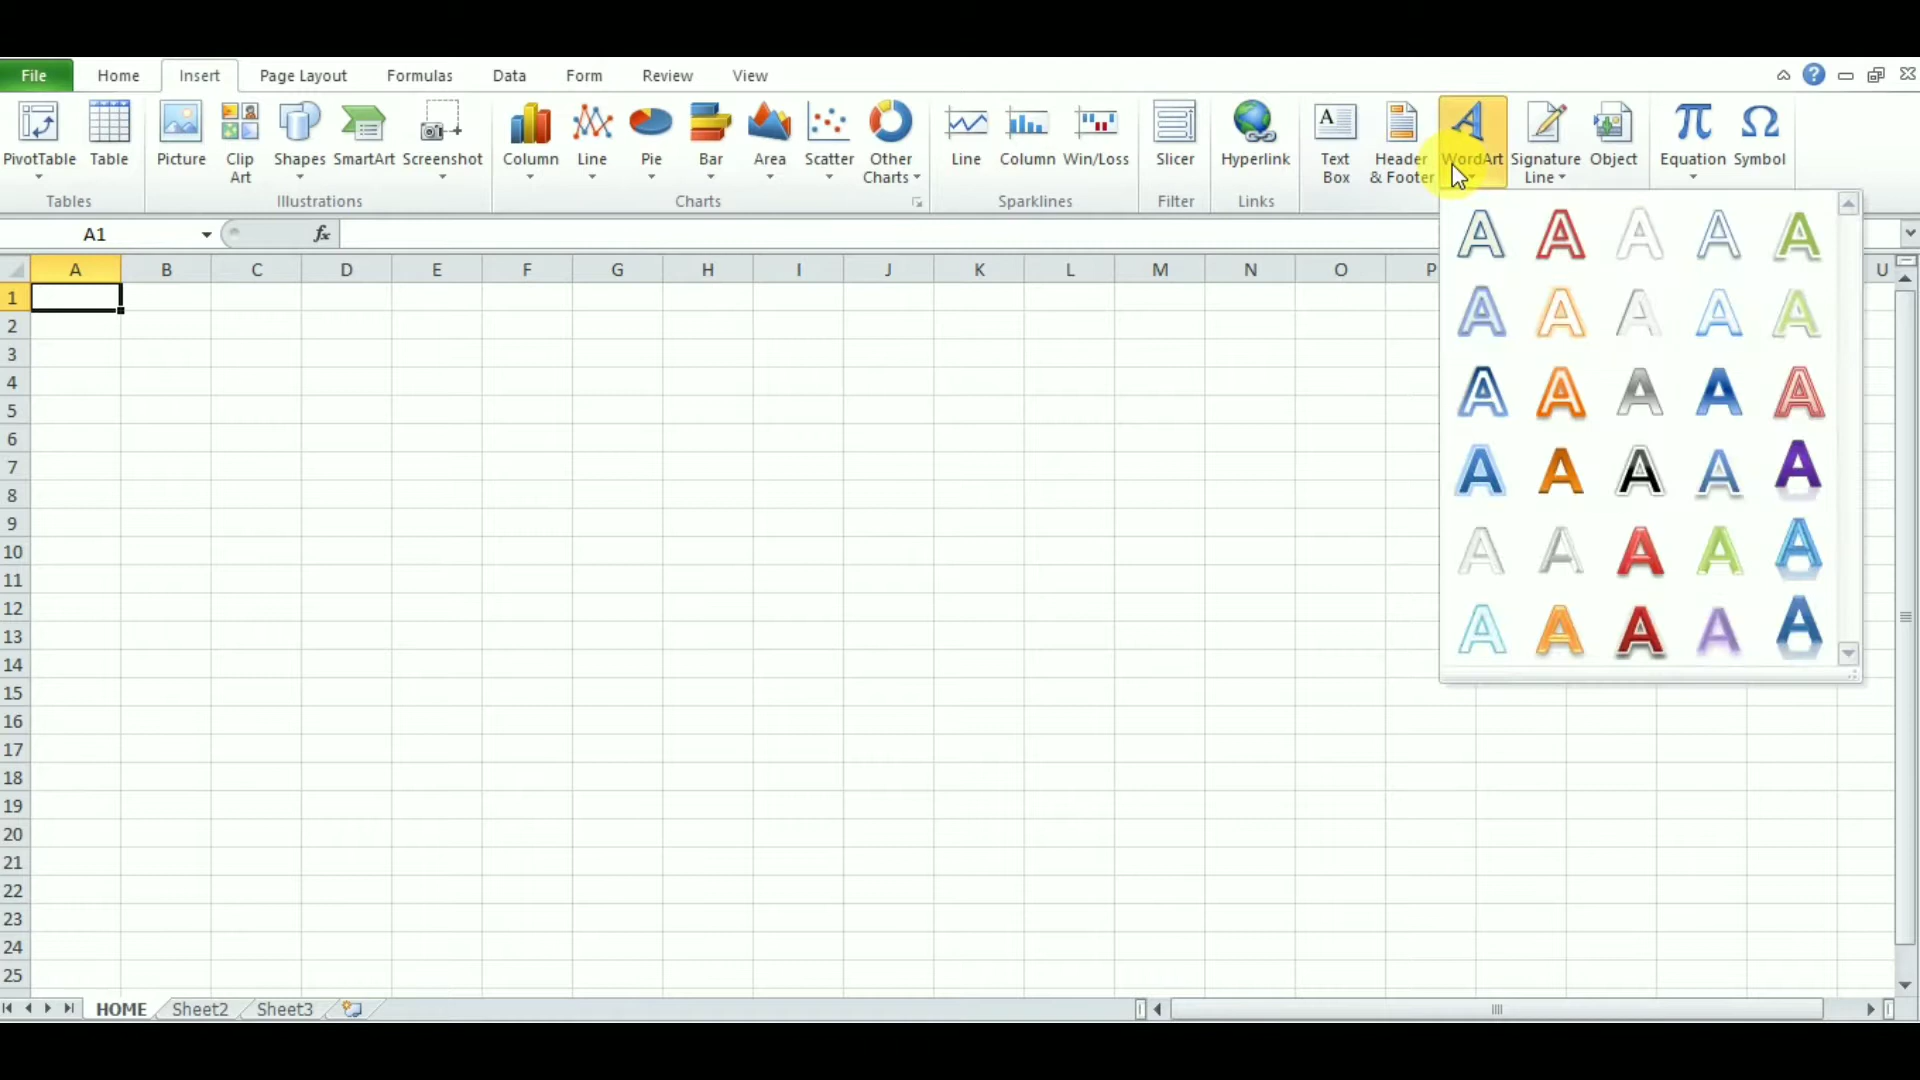 File Home Insert Page Layout Formulas Data Form Review View
PivotTable Table Picture Clip Art Shapes SmartArt Screenshot Column Line Pie Bar Area Scatter Other Charts Line Column Win/Loss Slicer Hyperlink Text Box Header & Footer WordArt Signature Line Object Equation Symbol
Tables Illustrations Charts Sparklines Filter Links
A1 fx
A B C D E F G H I J K L M N O P U
1
2
3
4
5
6
7
8
9
10
11
12
13
14
15
16
17
18
19
20
21
22
23
24
25
A A A A A
A A A A A
A A A A A
A A A A A
A A A A A
A A A A A
HOME Sheet2 Sheet3